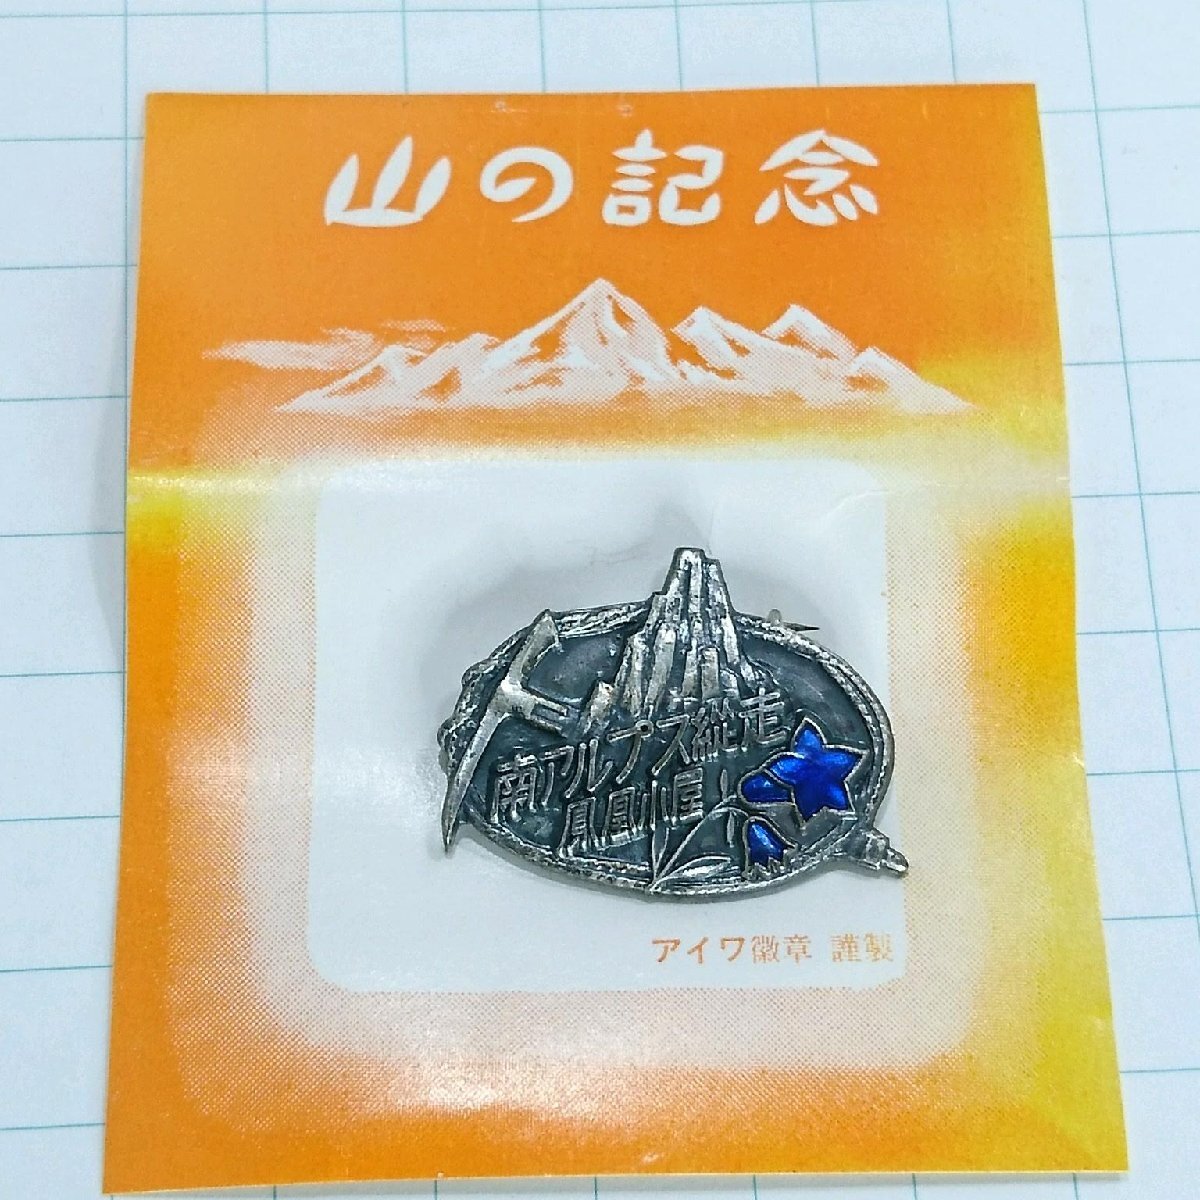 山の記念
南アルプス縦走
鳳凰小屋
アイワ徽章 謹製